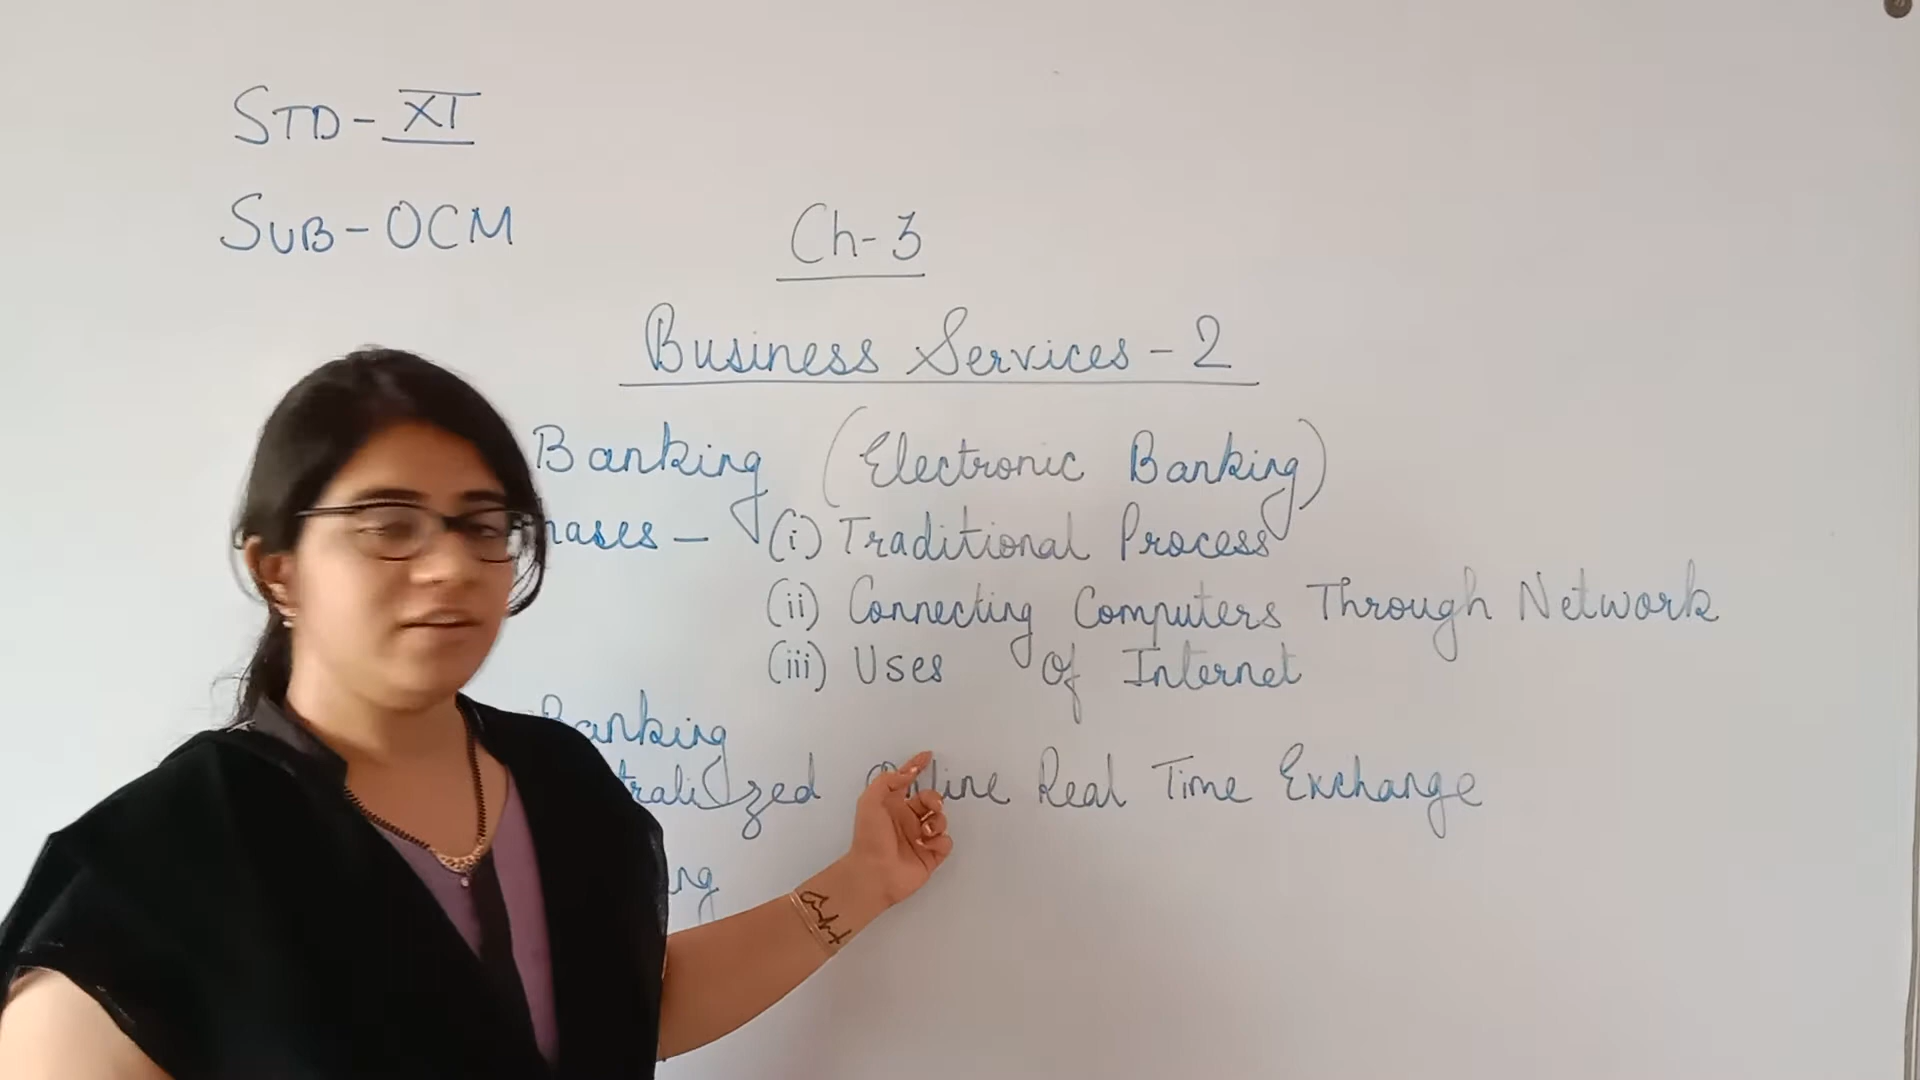 STD - XI
SUB - OCM
Ch-3
Business Services - 2
Banking (Electronic Banking)
hases - (i) Traditional Process
(ii) Connecting Computers Through Network
(iii) Uses of Internet
Banking
tralized Online Real Time Exchange
ng